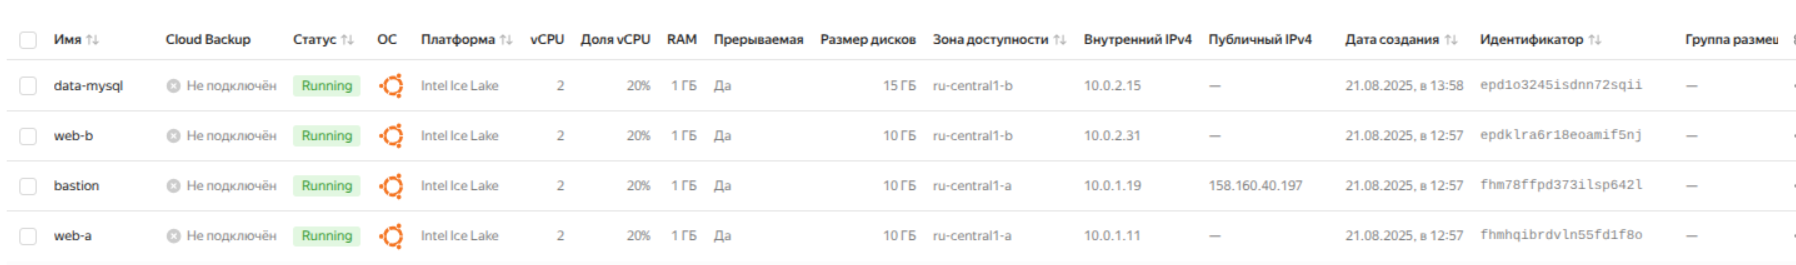 Имя Cloud Backup Статус ОС Платформа vCPU Доля vCPU RAM Прерываемая Размер дисков Зона доступности Внутренний IPv4 Публичный IPv4 Дата создания Идентификатор Группа размещ
data-mysql Не подключён Running Intel Ice Lake 2 20% 1 ГБ Да 15 ГБ ru-central1-b 10.0.2.15 — 21.08.2025, в 13:58 epd1o3245isdnn72sqii —
web-b Не подключён Running Intel Ice Lake 2 20% 1 ГБ Да 10 ГБ ru-central1-b 10.0.2.31 — 21.08.2025, в 12:57 epdklra6r18eoamif5nj —
bastion Не подключён Running Intel Ice Lake 2 20% 1 ГБ Да 10 ГБ ru-central1-a 10.0.1.19 158.160.40.197 21.08.2025, в 12:57 fhm78ffpd373ilsp642l —
web-a Не подключён Running Intel Ice Lake 2 20% 1 ГБ Да 10 ГБ ru-central1-a 10.0.1.11 — 21.08.2025, в 12:57 fhmhqibrdvln55fd1f8o —